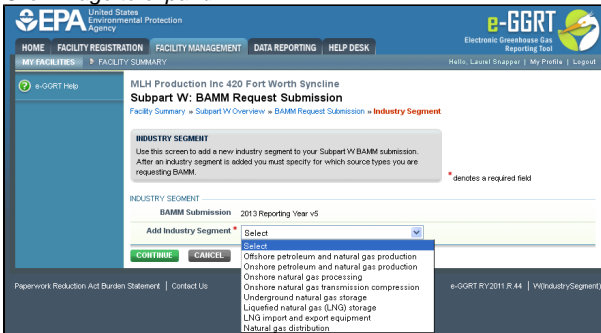 Click image to expand
EPA United States
Environmental Protection
Agency
e-GGRT
Electronic Greenhouse Gas
Reporting Tool
HOME FACILITY REGISTRATION FACILITY MANAGEMENT DATA REPORTING HELP DESK
MY FACILITIES FACILITY SUMMARY
Hello, Laurel Snapper | My Profile | Logout
e-GGRT Help
MLH Production Inc 420 Fort Worth Syncline
Subpart W: BAMM Request Submission
Facility Summary » Subpart W Overview » BAMM Request Submission » Industry Segment
INDUSTRY SEGMENT
Use this screen to add a new industry segment to your Subpart W BAMM submission.
After an industry segment is added you must specify for which source types you are
requesting BAMM.
* denotes a required field
INDUSTRY SEGMENT
BAMM Submission 2013 Reporting Year v5
Add Industry Segment * Select
Select
Offshore petroleum and natural gas production
Onshore petroleum and natural gas production
Onshore natural gas processing
Onshore natural gas transmission compression
Underground natural gas storage
Liquefied natural gas (LNG) storage
LNG import and export equipment
Natural gas distribution
CONTINUE CANCEL
Paperwork Reduction Act Burden Statement | Contact Us
e-GGRT RY2011.R.44 | W(IndustrySegment)